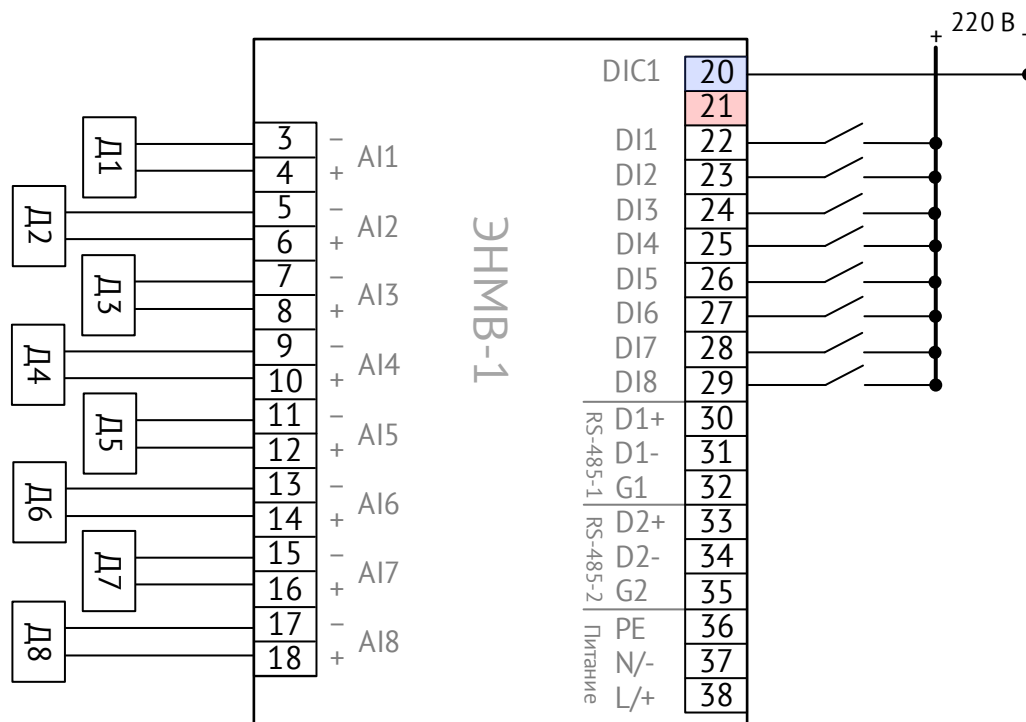 + 220 В -
DIC1 20
21
DI1 22
DI2 23
DI3 24
DI4 25
DI5 26
DI6 27
DI7 28
DI8 29
D1+ 30
D1- 31
G1 32
RS-485-1
D2+ 33
D2- 34
G2 35
RS-485-2
PE 36
N/- 37
L/+ 38
Питание
ЭНМВ-1
Д1 3 − AI1
4 +
Д2 5 − AI2
6 +
Д3 7 − AI3
8 +
Д4 9 − AI4
10 +
Д5 11 − AI5
12 +
Д6 13 − AI6
14 +
Д7 15 − AI7
16 +
Д8 17 − AI8
18 +